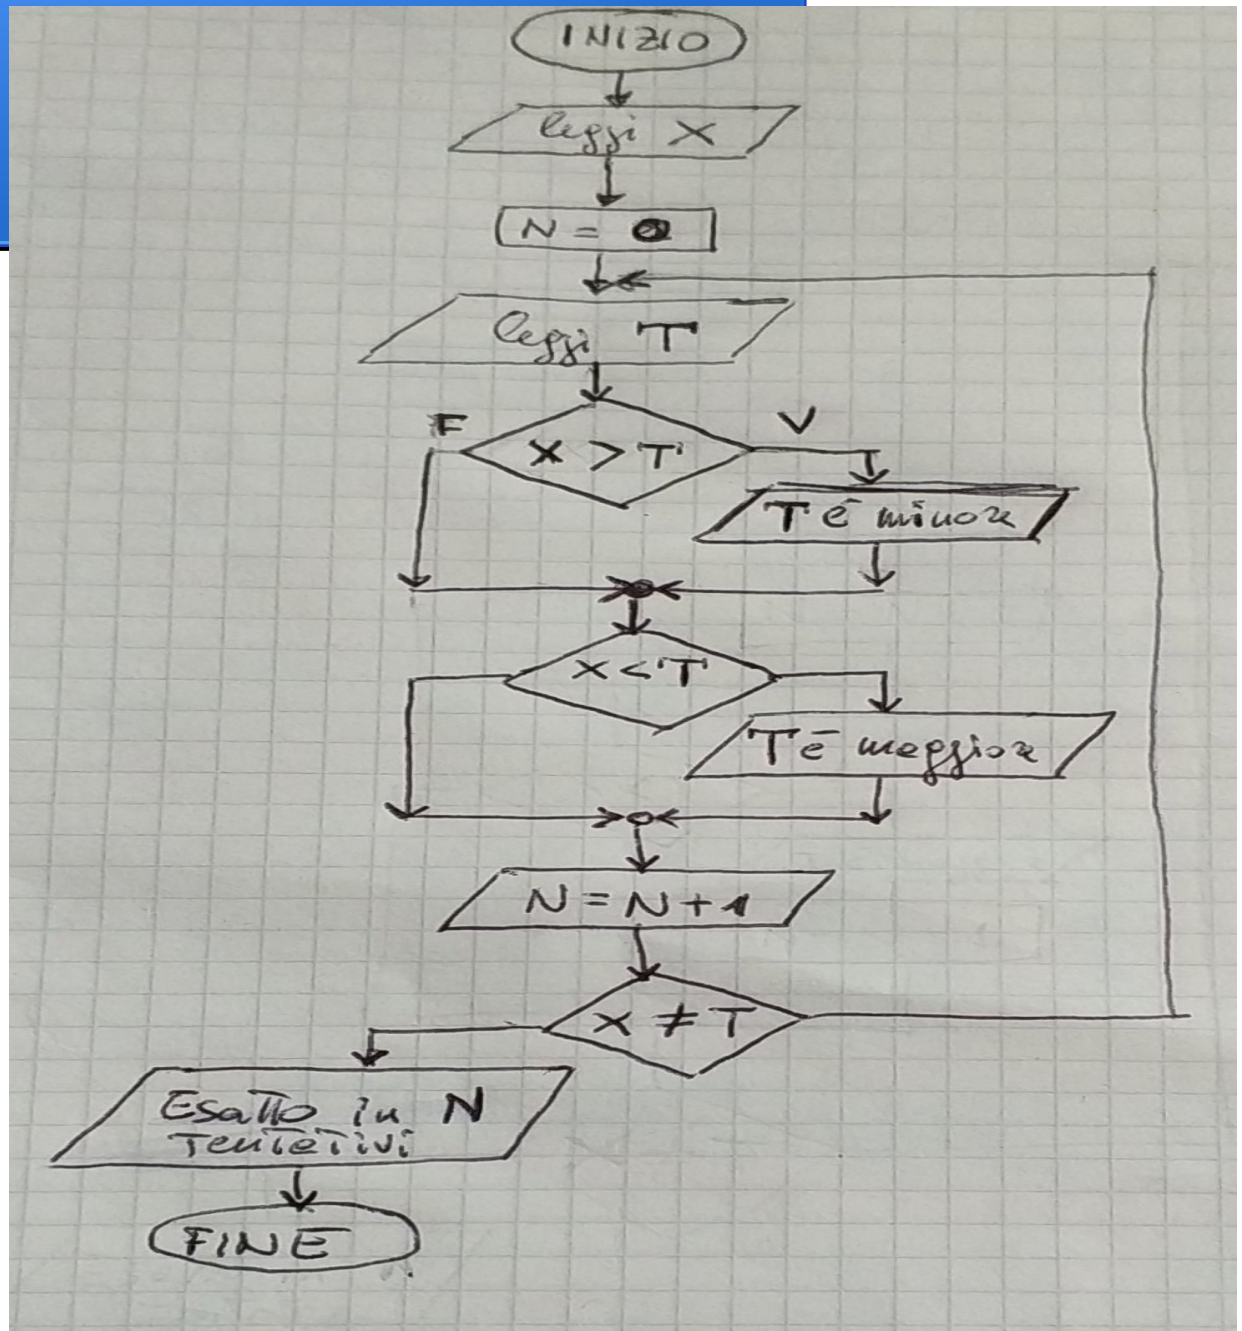 INIZIO
leggi X
N = 0
leggi T
F
V
X > T
T é minore
X < T
T é maggiore
N = N + 1
X ≠ T
Esatto in N
Tentativi
FINE